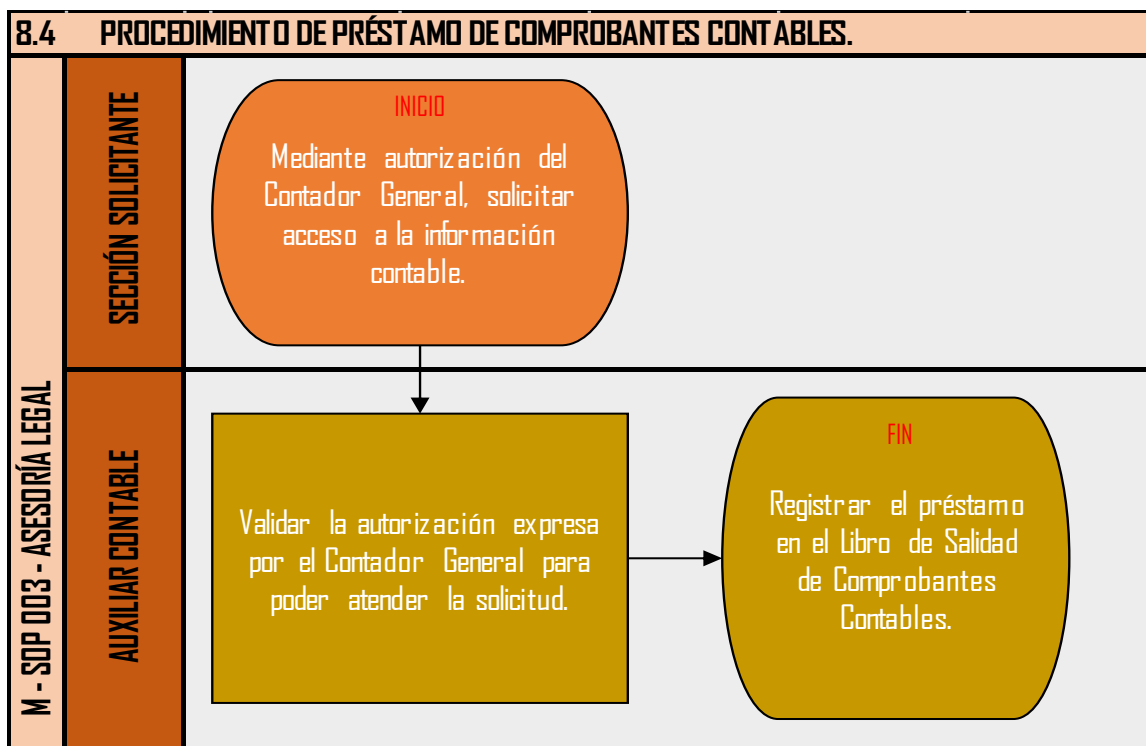 8.4 PROCEDIMIENTO DE PRÉSTAMO DE COMPROBANTES CONTABLES.
M - SOP 003 - ASESORÍA LEGAL
SECCIÓN SOLICITANTE
INICIO
Mediante autorización del
Contador General, solicitar
acceso a la información
contable.
AUXILIAR CONTABLE
Validar la autorización expresa
por el Contador General para
poder atender la solicitud.
FIN
Registrar el préstamo
en el Libro de Salidad
de Comprobantes
Contables.